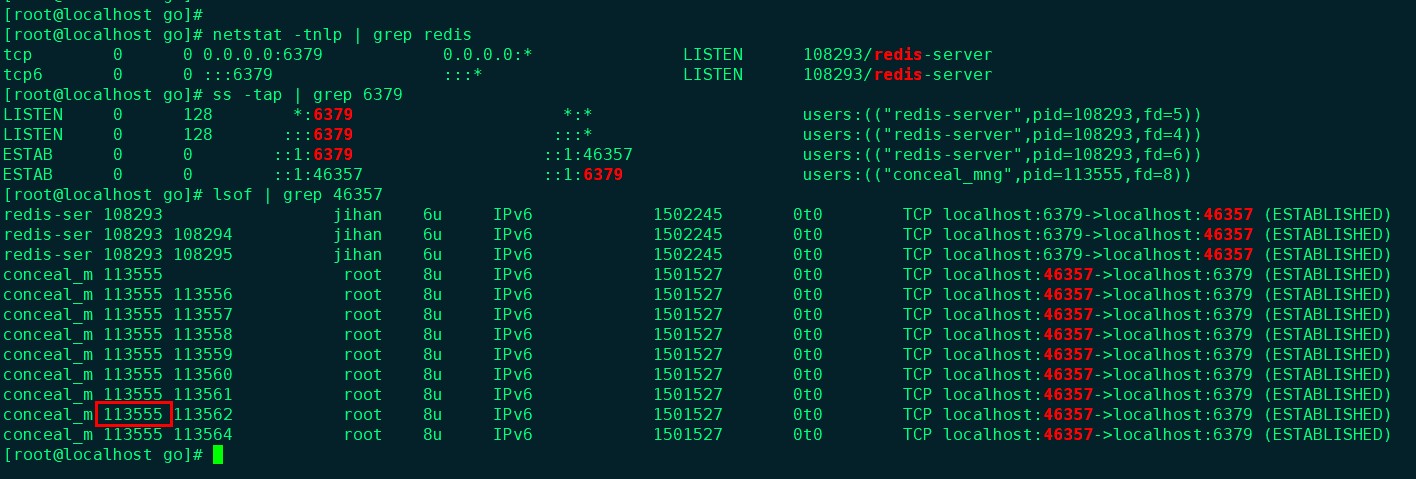 [root@localhost go]#
[root@localhost go]# netstat -tnlp | grep redis
tcp        0      0 0.0.0.0:6379            0.0.0.0:*               LISTEN      108293/redis-server
tcp6       0      0 :::6379                 :::*                    LISTEN      108293/redis-server
[root@localhost go]# ss -tap | grep 6379
LISTEN     0      128        *:6379                     *:*                     users:(("redis-server",pid=108293,fd=5))
LISTEN     0      128       :::6379                    :::*                     users:(("redis-server",pid=108293,fd=4))
ESTAB      0      0        ::1:6379                   ::1:46357                 users:(("redis-server",pid=108293,fd=6))
ESTAB      0      0        ::1:46357                  ::1:6379                  users:(("conceal_mng",pid=113555,fd=8))
[root@localhost go]# lsof | grep 46357
redis-ser 108293                 jihan    6u     IPv6            1502245       0t0        TCP localhost:6379->localhost:46357 (ESTABLISHED)
redis-ser 108293 108294          jihan    6u     IPv6            1502245       0t0        TCP localhost:6379->localhost:46357 (ESTABLISHED)
redis-ser 108293 108295          jihan    6u     IPv6            1502245       0t0        TCP localhost:6379->localhost:46357 (ESTABLISHED)
conceal_m 113555                  root    8u     IPv6            1501527       0t0        TCP localhost:46357->localhost:6379 (ESTABLISHED)
conceal_m 113555 113556           root    8u     IPv6            1501527       0t0        TCP localhost:46357->localhost:6379 (ESTABLISHED)
conceal_m 113555 113557           root    8u     IPv6            1501527       0t0        TCP localhost:46357->localhost:6379 (ESTABLISHED)
conceal_m 113555 113558           root    8u     IPv6            1501527       0t0        TCP localhost:46357->localhost:6379 (ESTABLISHED)
conceal_m 113555 113559           root    8u     IPv6            1501527       0t0        TCP localhost:46357->localhost:6379 (ESTABLISHED)
conceal_m 113555 113560           root    8u     IPv6            1501527       0t0        TCP localhost:46357->localhost:6379 (ESTABLISHED)
conceal_m 113555 113561           root    8u     IPv6            1501527       0t0        TCP localhost:46357->localhost:6379 (ESTABLISHED)
conceal_m 113555 113562           root    8u     IPv6            1501527       0t0        TCP localhost:46357->localhost:6379 (ESTABLISHED)
conceal_m 113555 113564           root    8u     IPv6            1501527       0t0        TCP localhost:46357->localhost:6379 (ESTABLISHED)
[root@localhost go]#